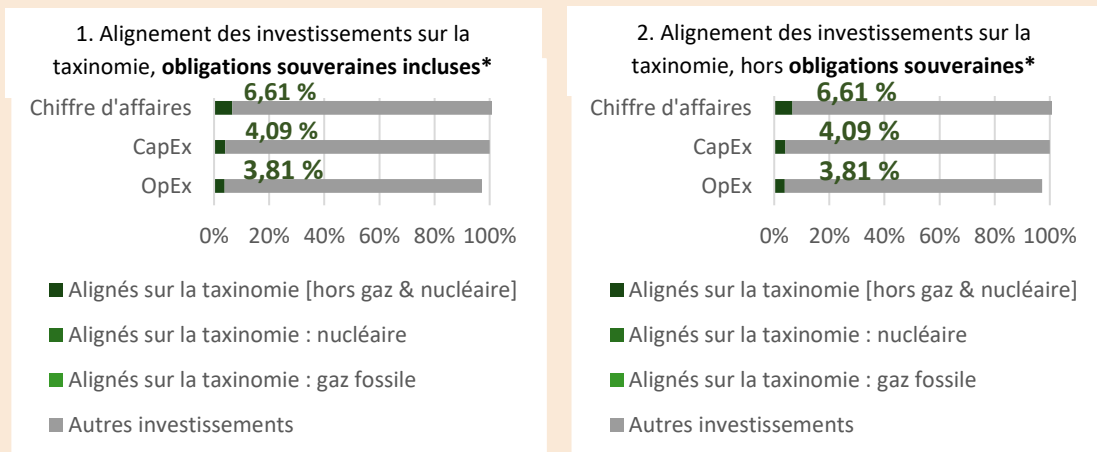 1. Alignement des investissements sur la
taxinomie, obligations souveraines incluses*
6,61 %
Chiffre d'affaires
4,09 %
CapEx
3,81 %
OpEx
0% 20% 40% 60% 80% 100%
Alignés sur la taxinomie [hors gaz & nucléaire]
Alignés sur la taxinomie : nucléaire
Alignés sur la taxinomie : gaz fossile
Autres investissements
2. Alignement des investissements sur la
taxinomie, hors obligations souveraines*
6,61 %
Chiffre d'affaires
4,09 %
CapEx
3,81 %
OpEx
0% 20% 40% 60% 80% 100%
Alignés sur la taxinomie [hors gaz & nucléaire]
Alignés sur la taxinomie : nucléaire
Alignés sur la taxinomie : gaz fossile
Autres investissements